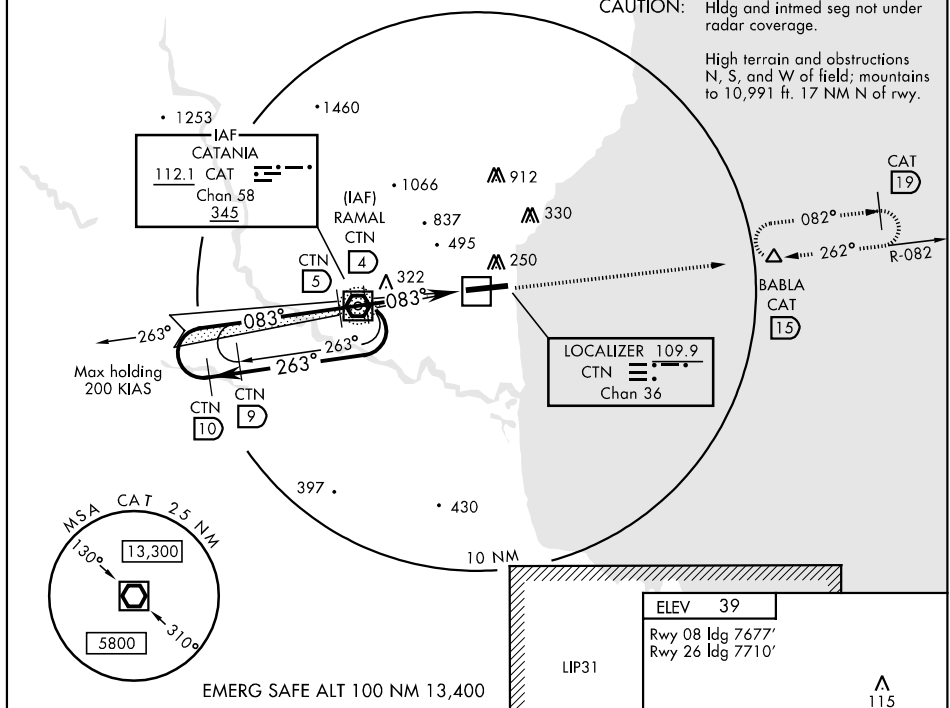 CAUTION: Hldg and intmed seg not under
radar coverage.
High terrain and obstructions
N, S, and W of field; mountains
to 10,991 ft. 17 NM N of rwy.
1253
1460
IAF
CATANIA
112.1 CAT
Chan 58
345
(IAF)
RAMAL
CTN
4
CTN
5
1066
837
495
912
330
250
322
CAT
19
082°
262°
R-082
BABLA
CAT
15
083°
083°
263°
263°
263°
Max holding
200 KIAS
CTN
10
CTN
9
LOCALIZER 109.9
CTN
Chan 36
397
430
10 NM
MSA CAT 25 NM
130°
13,300
5800
310°
EMERG SAFE ALT 100 NM 13,400
LIP31
ELEV 39
Rwy 08 ldg 7677'
Rwy 26 ldg 7710'
115